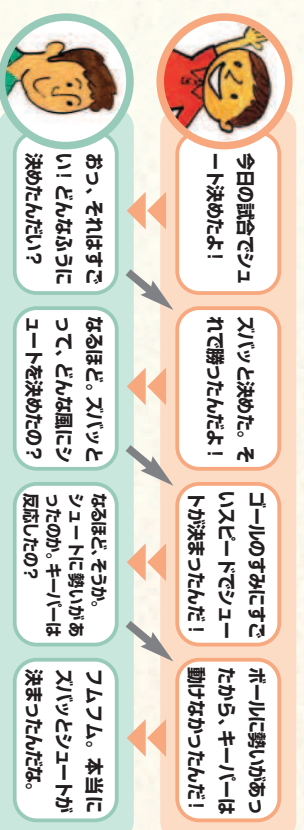 今日の試合でシュ
ート決めたよ！
おっ、それはすご
い！どんなふうに
決めたんだい？
ズバッと決めた。そ
れで勝ったんだよ！
なるほど。ズバッと
って、どんな風にシ
ュートを決めたの？
ゴールのすみにすご
いスピードでシュー
トが決まったんだ！
なるほど、そうか。
シュートに勢いがあ
ったのか。キーパーは
反応したの？
ボールに勢いがあっ
たから、キーパーは
動けなかったんだ！
フムフム。本当に
ズバッとシュートが
決まったんだな。